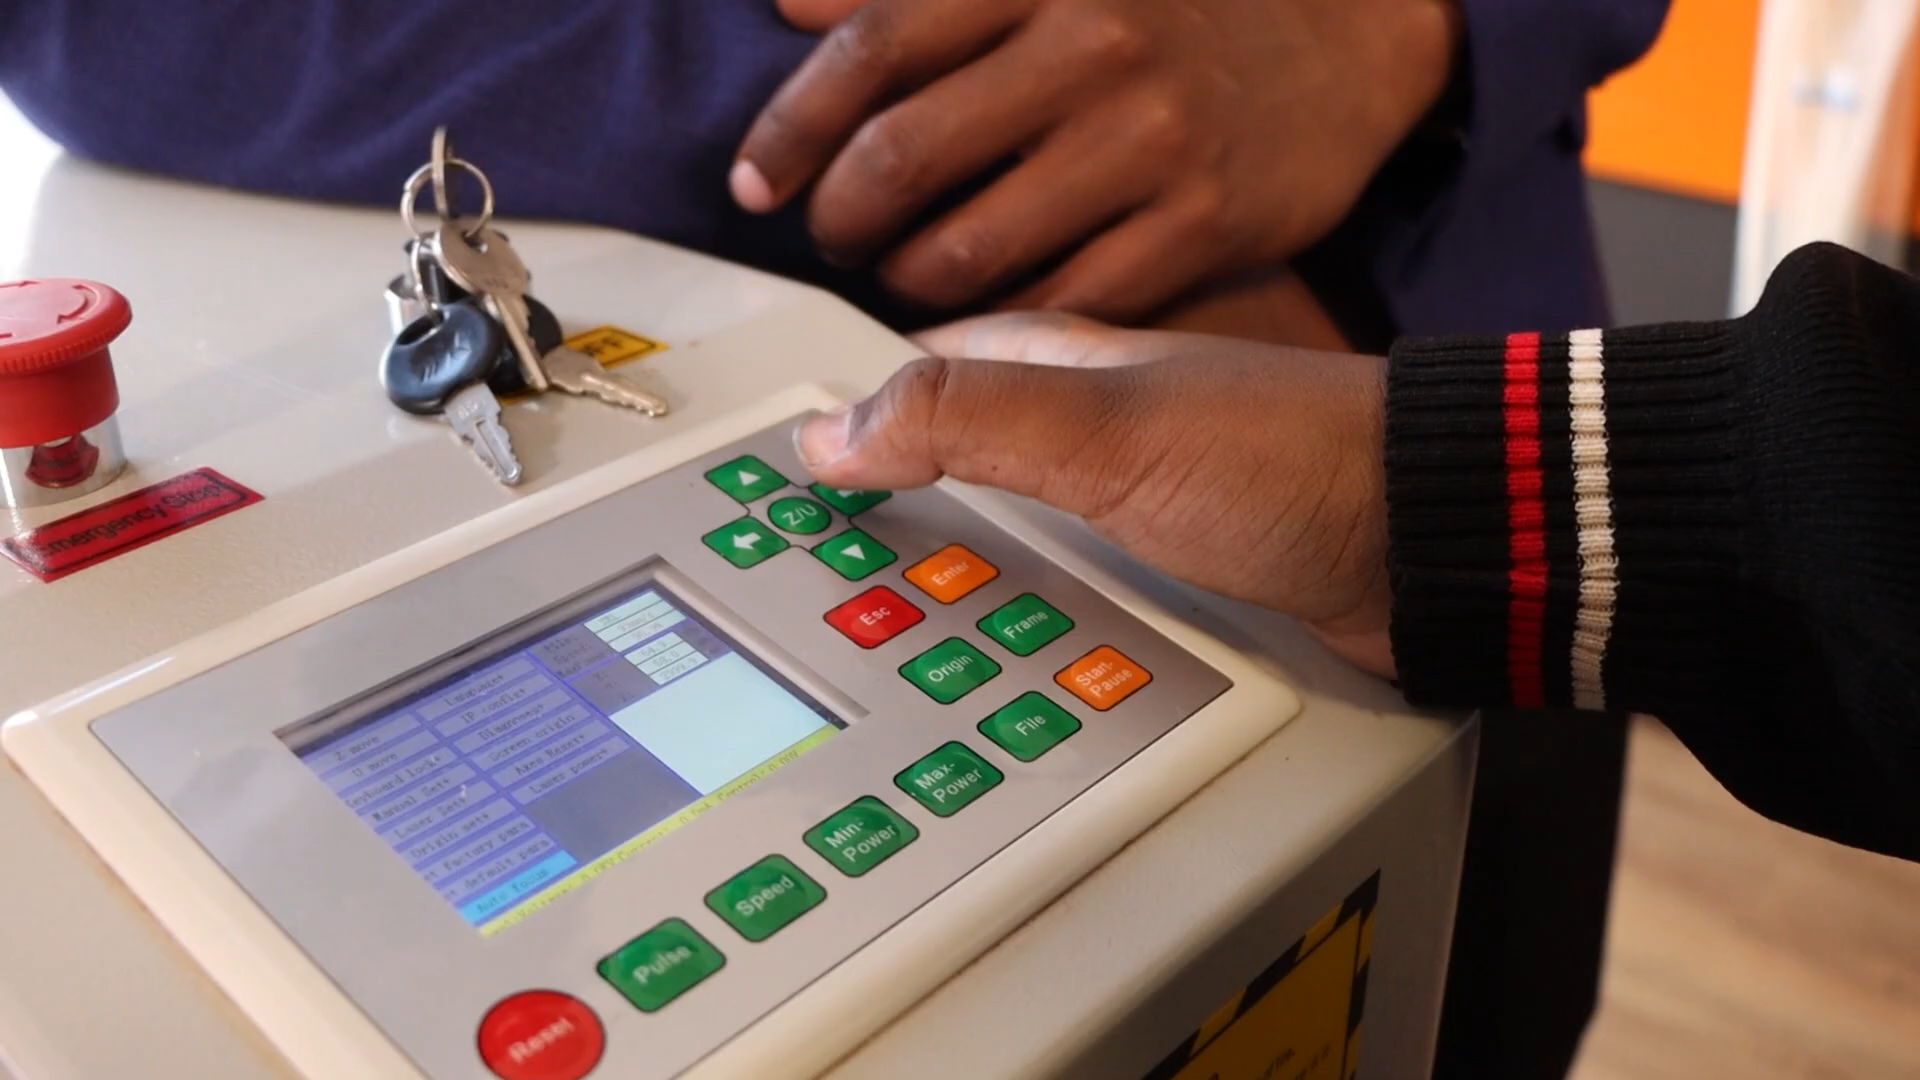 Emergency Stop
Z/U
Enter
Esc
Frame
Origin
Start-
Pause
File
Max-
Power
Min-
Power
Speed
Pulse
Reset
Language+
IP config+
Diagnoses+
Screen origin
Axes Reset+
Laser power+
Z move
U move
Keyboard lock+
Manual Set+
Laser Set+
Origin set+
factory para
default para
Auto focus
File:
Speed: